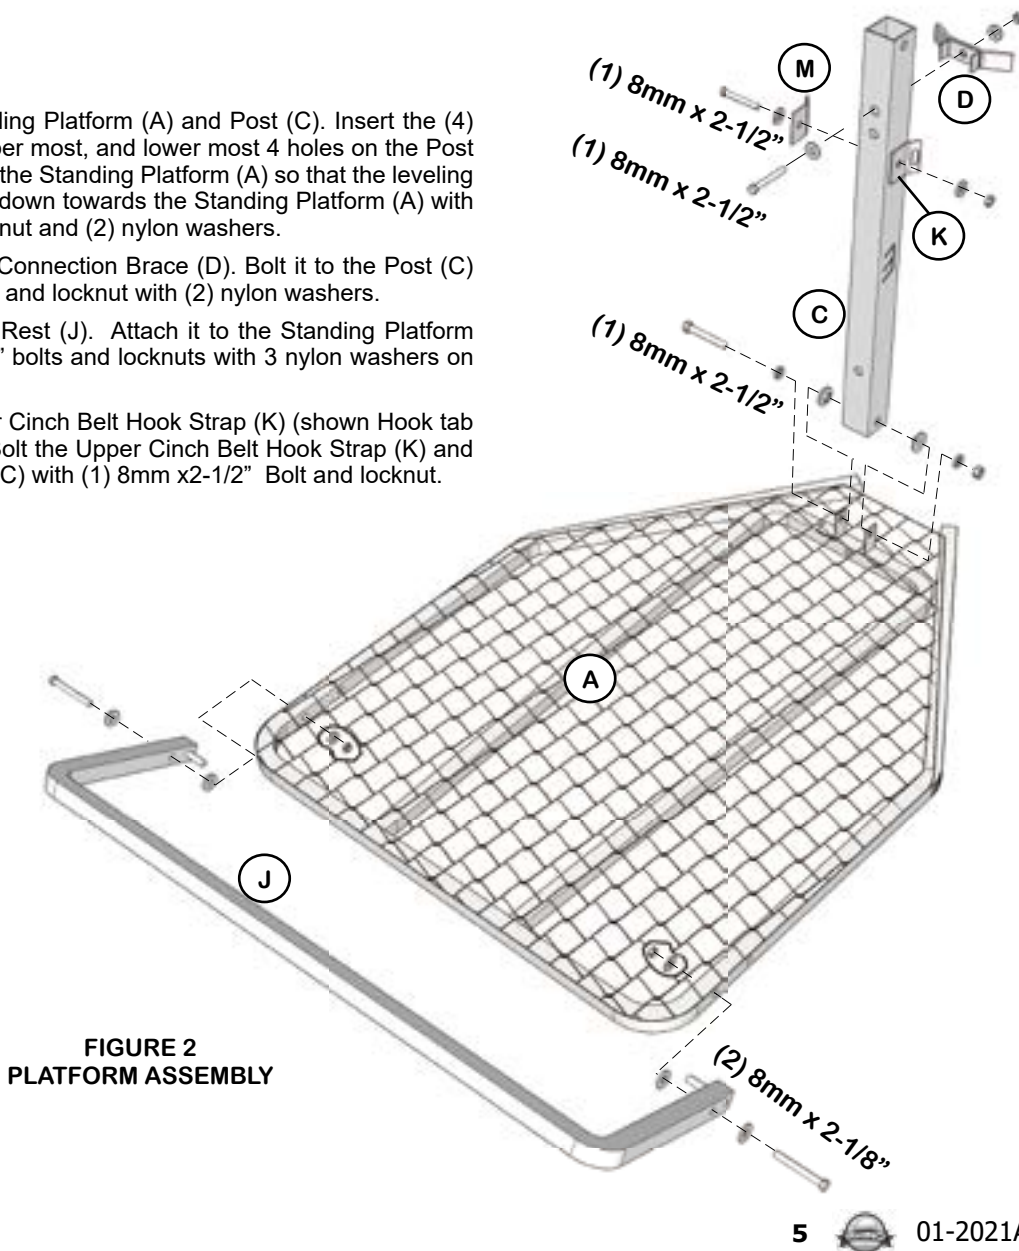 ling Platform (A) and Post (C). Insert the (4)
per most, and lower most 4 holes on the Post
the Standing Platform (A) so that the leveling
down towards the Standing Platform (A) with
nut and (2) nylon washers.
Connection Brace (D). Bolt it to the Post (C)
and locknut with (2) nylon washers.
Rest (J). Attach it to the Standing Platform
” bolts and locknuts with 3 nylon washers on
r Cinch Belt Hook Strap (K) (shown Hook tab
Bolt the Upper Cinch Belt Hook Strap (K) and
C) with (1) 8mm x2-1/2” Bolt and locknut.
M
(1) 8mm x 2-1/2”
D
(1) 8mm x 2-1/2”
K
C
(1) 8mm x 2-1/2”
A
J
FIGURE 2
PLATFORM ASSEMBLY
(2) 8mm x 2-1/8”
5
01-2021A